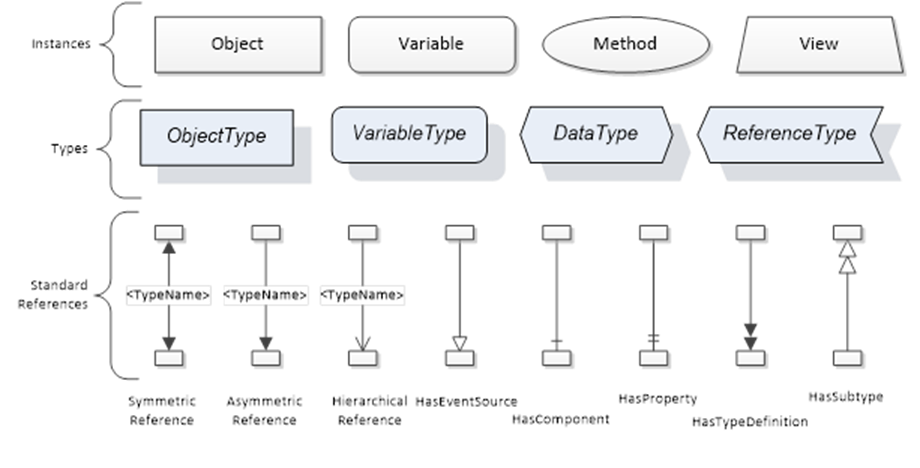 Instances
Object
Variable
Method
View
Types
ObjectType
VariableType
DataType
ReferenceType
Standard
References
<TypeName>
<TypeName>
<TypeName>
Symmetric
Reference
Asymmetric
Reference
Hierarchical
Reference
HasEventSource
HasComponent
HasProperty
HasTypeDefinition
HasSubtype